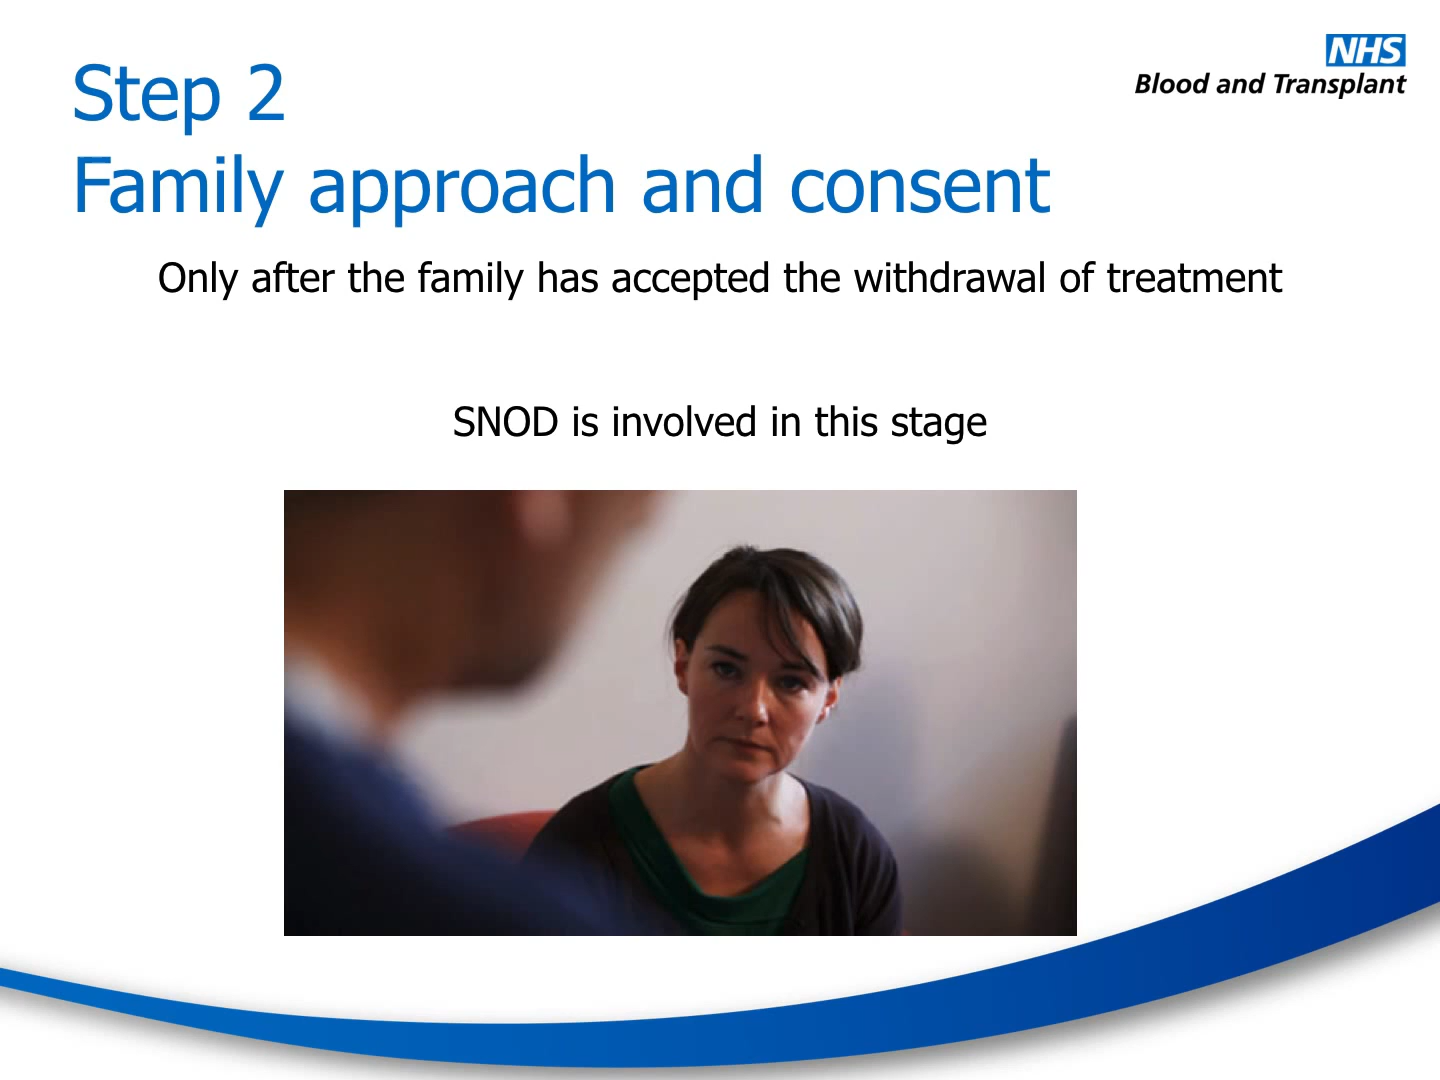 NHS
Blood and Transplant
Step 2
Family approach and consent
Only after the family has accepted the withdrawal of treatment
SNOD is involved in this stage